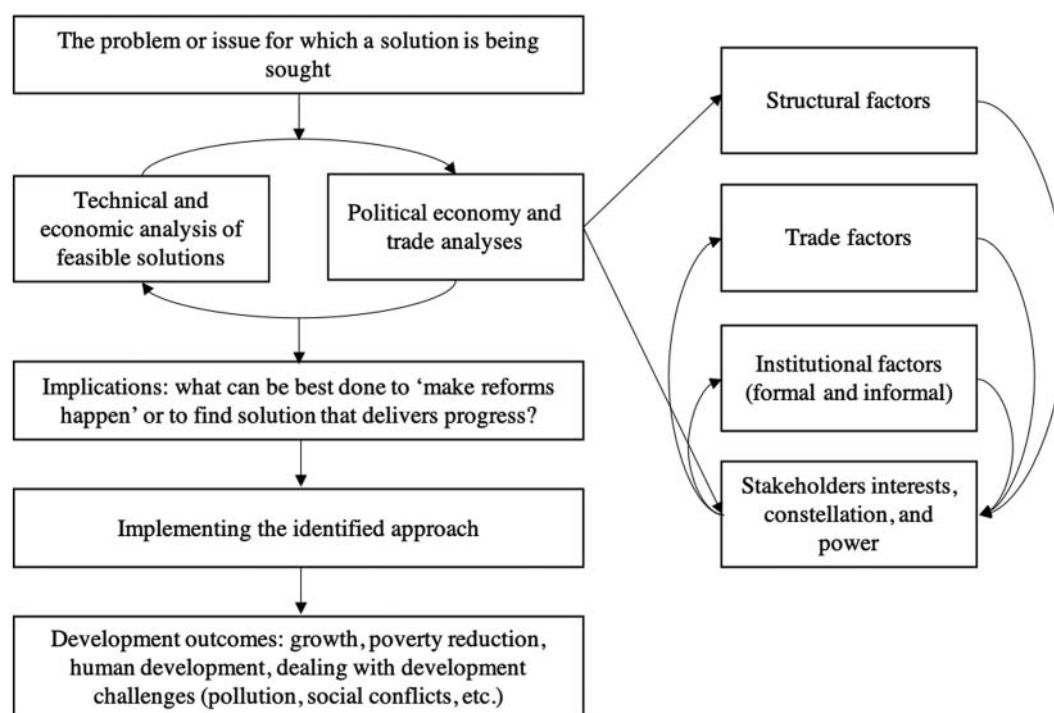 The problem or issue for which a solution is being
sought
Technical and
economic analysis of
feasible solutions
Political economy and
trade analyses
Implications: what can be best done to ‘make reforms
happen’ or to find solution that delivers progress?
Implementing the identified approach
Development outcomes: growth, poverty reduction,
human development, dealing with development
challenges (pollution, social conflicts, etc.)
Structural factors
Trade factors
Institutional factors
(formal and informal)
Stakeholders interests,
constellation, and
power